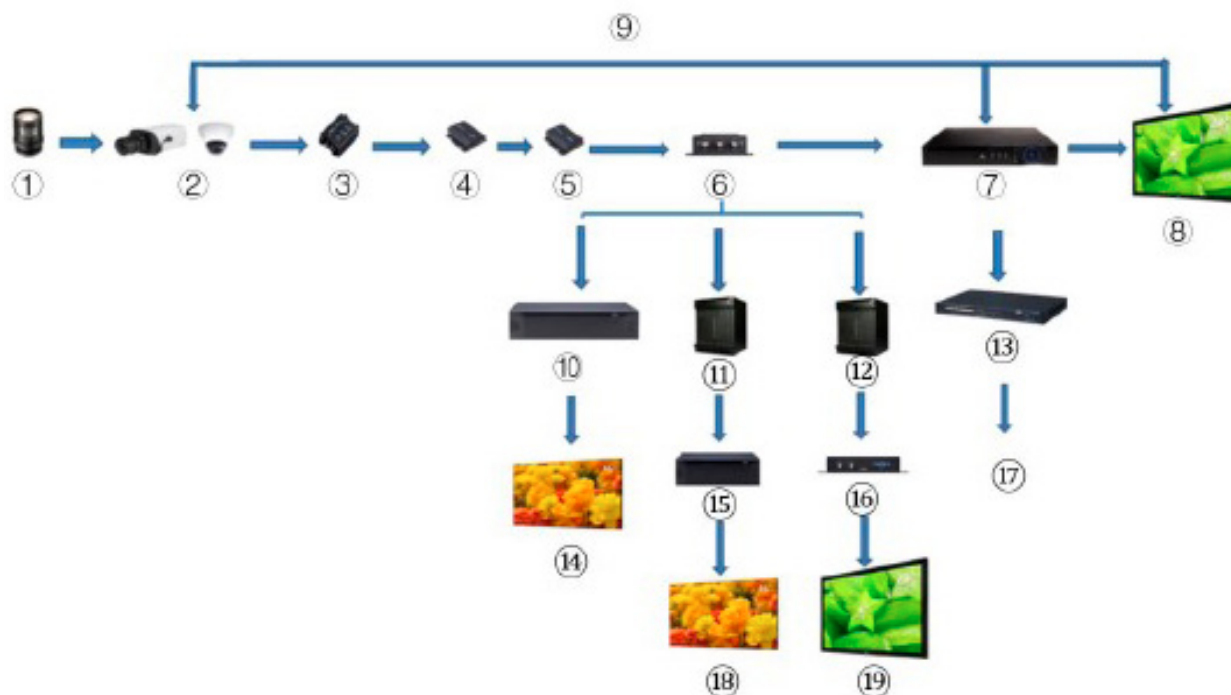 ⑨
① ② ③ ④ ⑤ ⑥ ⑦ ⑧
⑩ ⑪ ⑫ ⑬
⑭ ⑮ ⑯ ⑰
⑱ ⑲